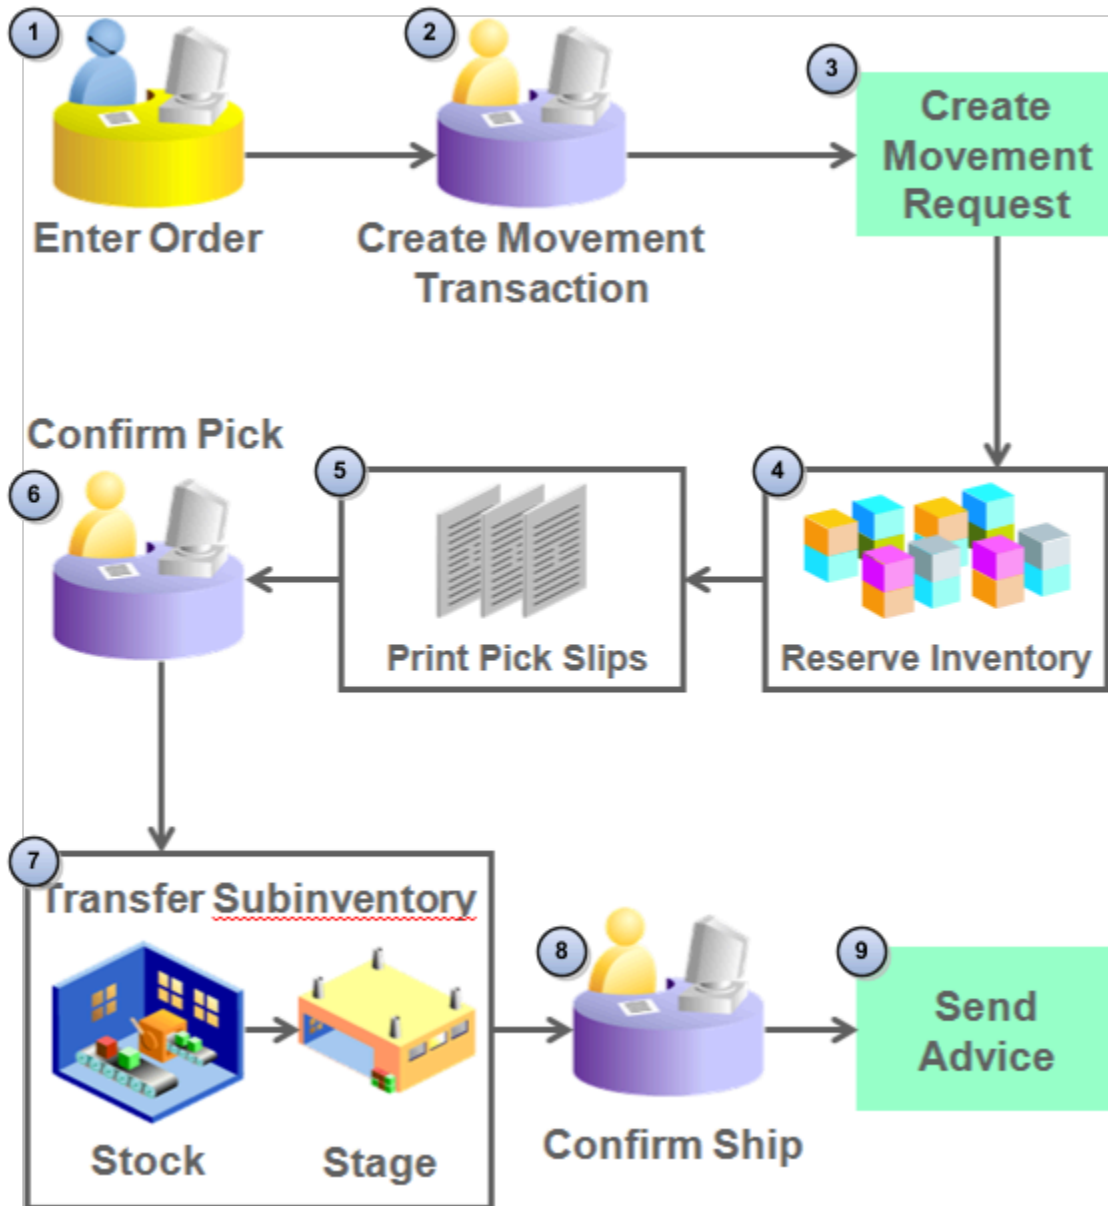 1
Enter Order
2
Create Movement
Transaction
3
Create
Movement
Request
4
Reserve Inventory
5
Print Pick Slips
Confirm Pick
6
7
Transfer Subinventory
Stock
Stage
8
Confirm Ship
9
Send
Advice